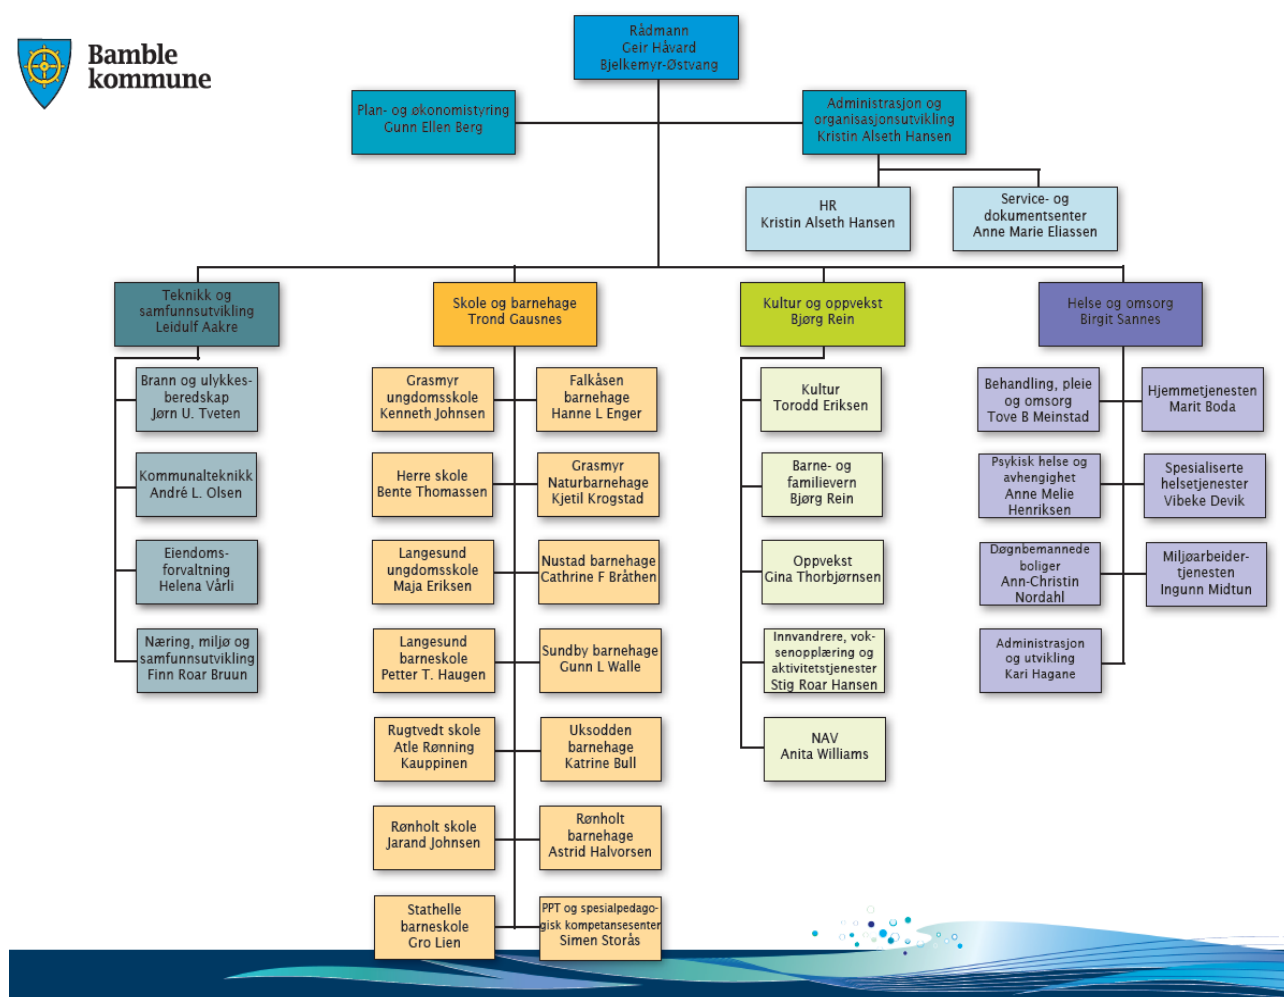 Bamble
kommune
Rådmann
Geir Håvard
Bjelkemyr-Østvang
Plan- og økonomistyring
Gunn Ellen Berg
Administrasjon og
organisasjonsutvikling
Kristin Alseth Hansen
HR
Kristin Alseth Hansen
Service- og
dokumentsenter
Anne Marie Eliassen
Teknikk og
samfunnsutvikling
Leidulf Aakre
Brann og ulykkes-
beredskap
Jørn U. Tveten
Kommunalteknikk
André L. Olsen
Eiendoms-
forvaltning
Helena Vårli
Næring, miljø og
samfunnsutvikling
Finn Roar Bruun
Skole og barnehage
Trond Gausnes
Grasmyr
ungdomsskole
Kenneth Johnsen
Falkåsen
barnehage
Hanne L Enger
Herre skole
Bente Thomassen
Grasmyr
Naturbarnehage
Kjetil Krogstad
Langesund
ungdomsskole
Maja Eriksen
Nustad barnehage
Cathrine F Bråthen
Langesund
barneskole
Petter T. Haugen
Sundby barnehage
Gunn L Walle
Rugtvedt skole
Atle Rønning
Kauppinen
Uksodden
barnehage
Katrine Bull
Rønholt skole
Jarand Johnsen
Rønholt
barnehage
Astrid Halvorsen
Stathelle
barneskole
Gro Lien
PPT og spesialpedago-
gisk kompetansesenter
Simen Storås
Kultur og oppvekst
Bjørg Rein
Kultur
Torodd Eriksen
Barne- og
familievern
Bjørg Rein
Oppvekst
Gina Thorbjørnsen
Innvandrere, vok-
senopplæring og
aktivitetstjenester
Stig Roar Hansen
NAV
Anita Williams
Helse og omsorg
Birgit Sannes
Behandling, pleie
og omsorg
Tove B Meinstad
Hjemmetjenesten
Marit Boda
Psykisk helse og
avhengighet
Anne Melie
Henriksen
Spesialiserte
helsetjenester
Vibeke Devik
Døgnbemannede
boliger
Ann-Christin
Nordahl
Miljøarbeider-
tjenesten
Ingunn Midtun
Administrasjon
og utvikling
Kari Hagane